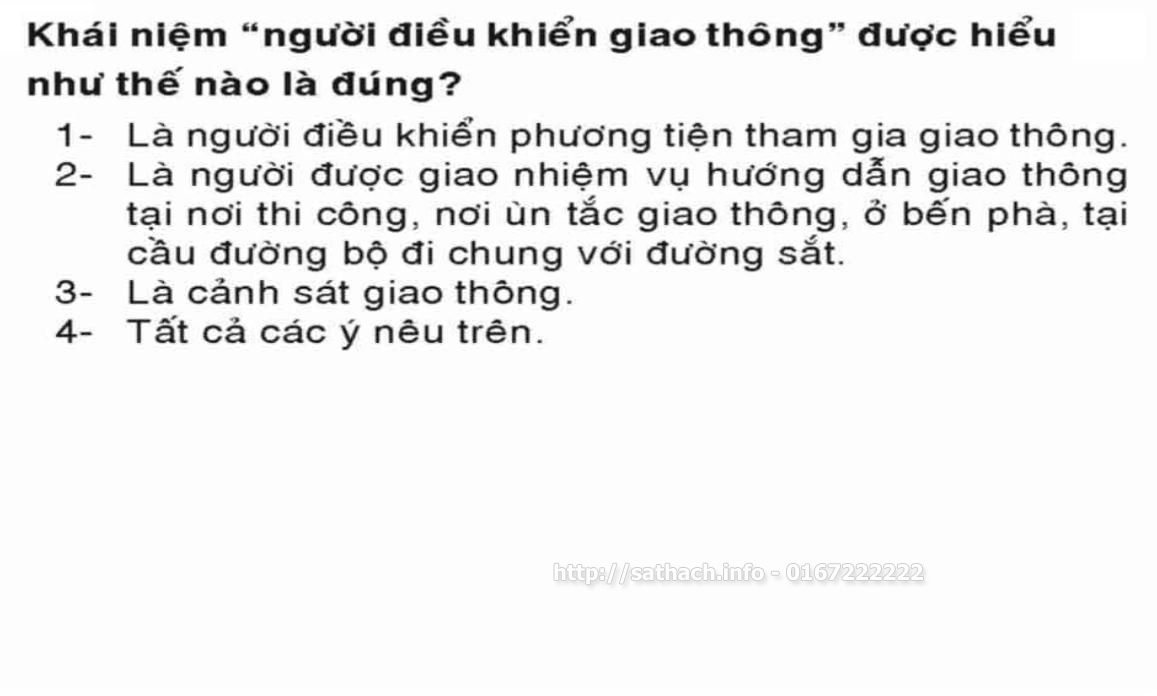 Khái niệm “người điều khiển giao thông” được hiểu
như thế nào là đúng?
1- Là người điều khiển phương tiện tham gia giao thông.
2- Là người được giao nhiệm vụ hướng dẫn giao thông
tại nơi thi công, nơi ùn tắc giao thông, ở bến phà, tại
cầu đường bộ đi chung với đường sắt.
3- Là cảnh sát giao thông.
4- Tất cả các ý nêu trên.
http://sathach.info - 0167222222